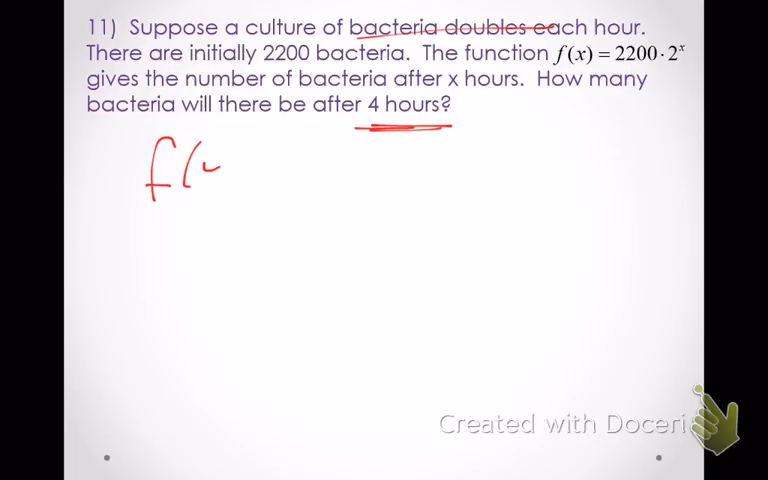 11) Suppose a culture of bacteria doubles each hour.
There are initially 2200 bacteria. The function f(x) = 2200 · 2ˣ
gives the number of bacteria after x hours. How many
bacteria will there be after 4 hours?
f(
Created with Doceri